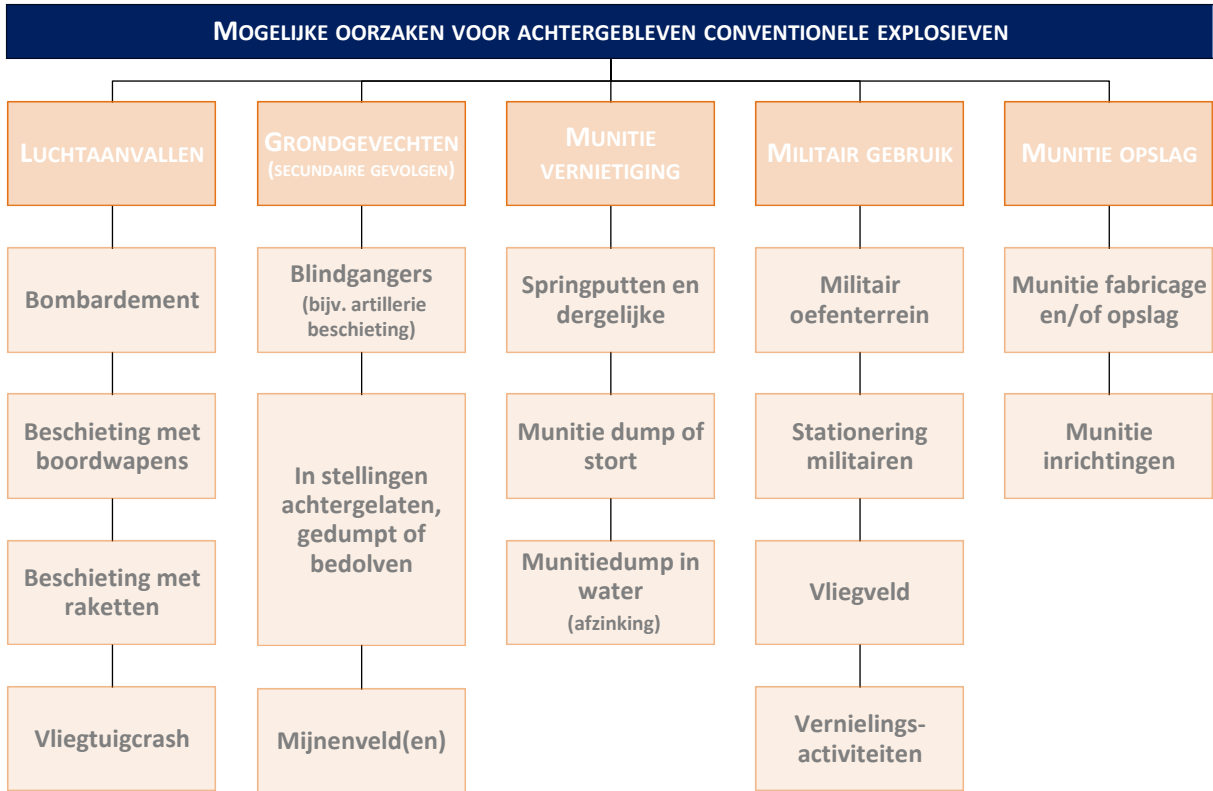 MOGELIJKE OORZAKEN VOOR ACHTERGEBLEVEN CONVENTIONELE EXPLOSIEVEN
LUCHTAANVALLEN
Bombardement
Beschieting met
boordwapens
Beschieting met
raketten
Vliegtuigcrash
GRONDGEVECHTEN
(SECUNDAIRE GEVOLGEN)
Blindgangers
(bijv. artillerie
beschieting)
In stellingen
achtergelaten,
gedumpt of
bedolven
Mijnenveld(en)
MUNITIE
VERNIETIGING
Springputten en
dergelijke
Munitie dump of
stort
Munitiedump in
water
(afzinking)
MILITAIR GEBRUIK
Militair
oefenterrein
Stationering
militairen
Vliegveld
Vernielings-
activiteiten
MUNITIE OPSLAG
Munitie fabricage
en/of opslag
Munitie
inrichtingen